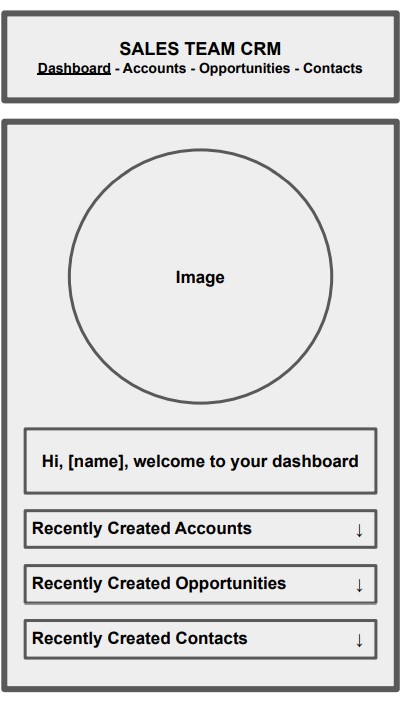 SALES TEAM CRM
Dashboard - Accounts - Opportunities - Contacts
Image
Hi, [name], welcome to your dashboard
Recently Created Accounts ↓
Recently Created Opportunities ↓
Recently Created Contacts ↓